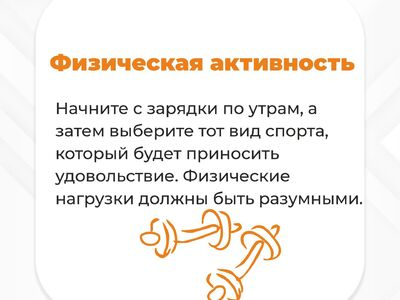 Физическая активность
Начните с зарядки по утрам, а
затем выберите тот вид спорта,
который будет приносить
удовольствие. Физические
нагрузки должны быть разумными.